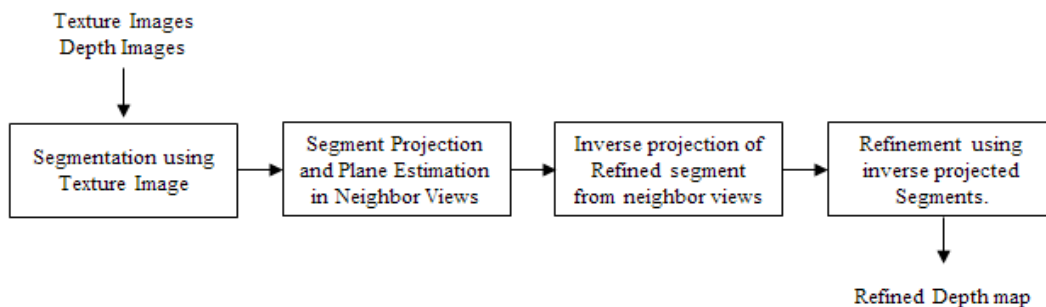 Texture Images
Depth Images
Segmentation using
Texture Image
Segment Projection
and Plane Estimation
in Neighbor Views
Inverse projection of
Refined segment
from neighbor views
Refinement using
inverse projected
Segments.
Refined Depth map